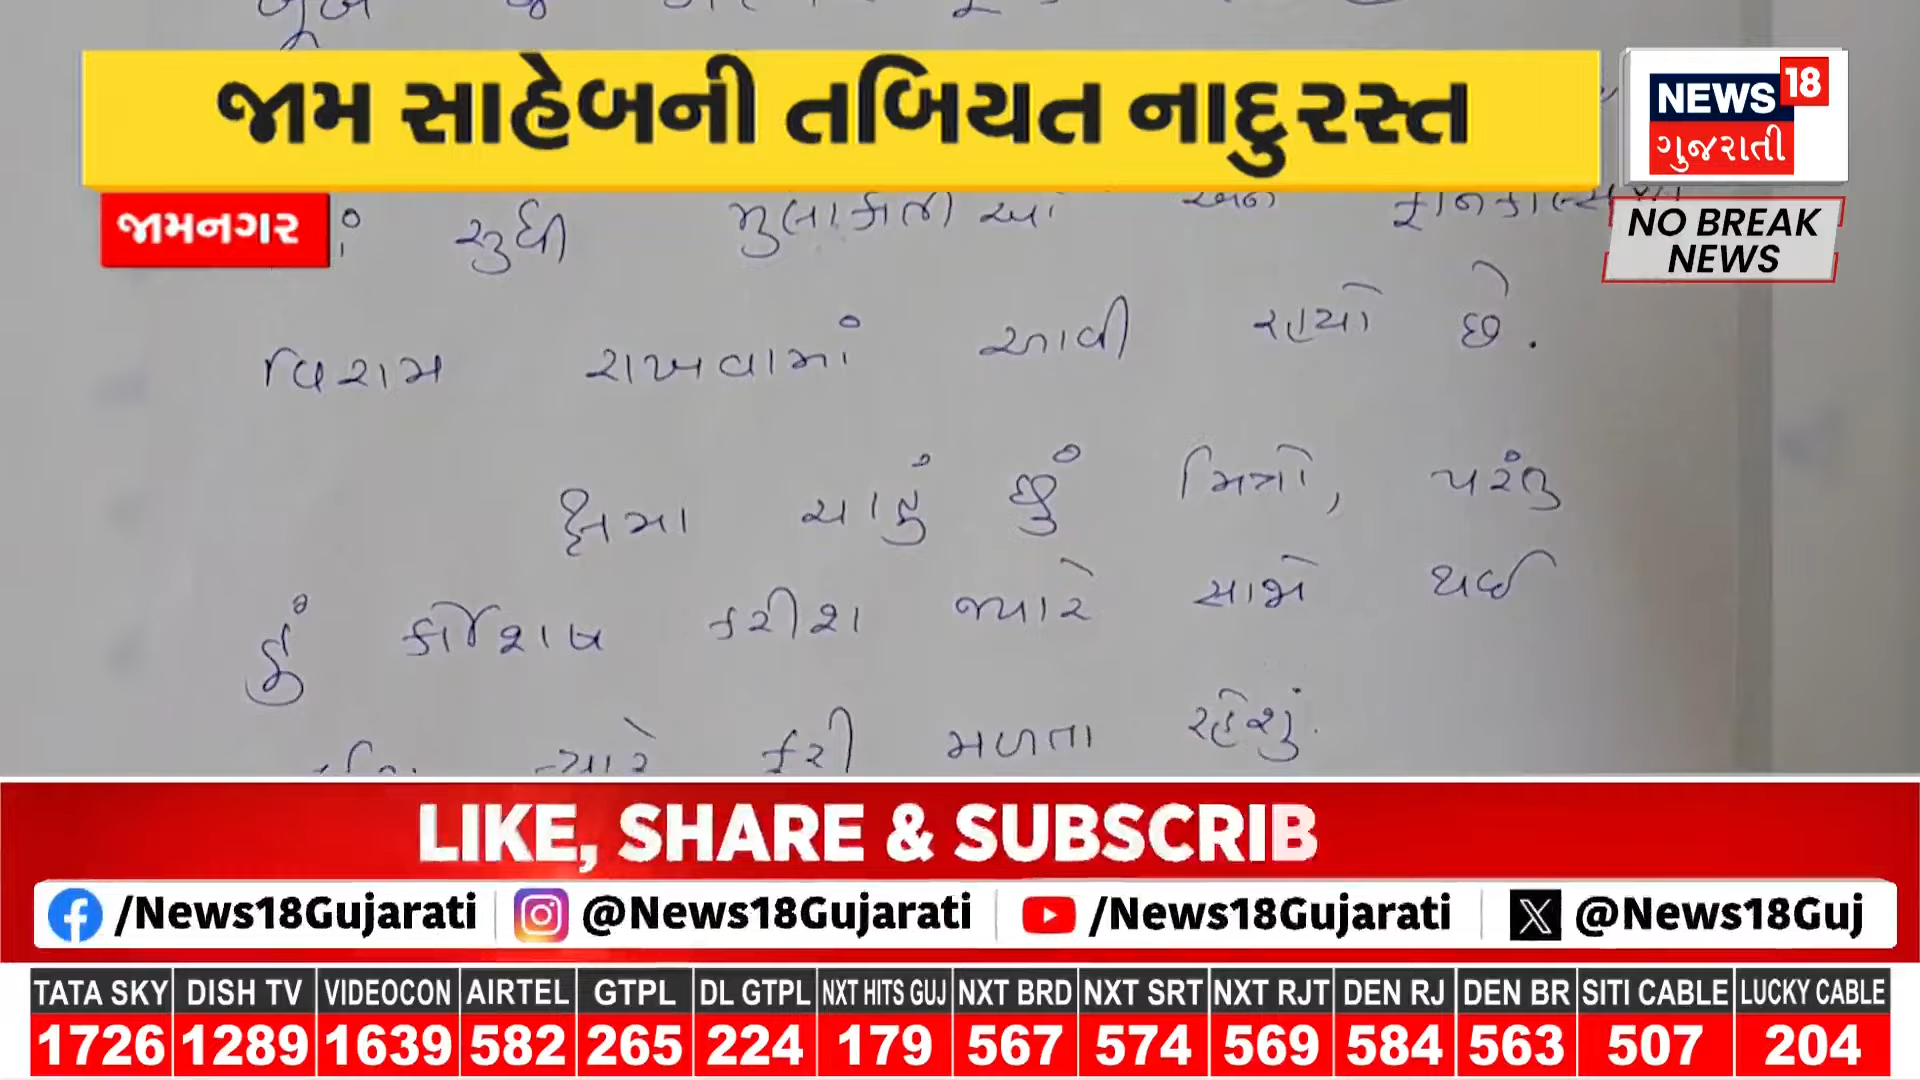 જામ સાહેબની તબિયત નાદુરસ્ત
NEWS 18
ગુજરાતી
જામનગર
NO BREAK
NEWS
સુધી મુલાકાતીઓ અને
વિરામ રાખવામાં આવી રહ્યો છે.
ક્ષમા ચાહું છું મિત્રો, પરંતુ
હું કોશિશ કરીશ જ્યારે સાજો થઈ
ત્યારે ફરી મળતા રહેશું.
LIKE, SHARE & SUBSCRIB
/News18Gujarati @News18Gujarati /News18Gujarati X @News18Guj
TATA SKY DISH TV VIDEOCON AIRTEL GTPL DL GTPL NXT HITS GUJ NXT BRD NXT SRT NXT RJT DEN RJ DEN BR SITI CABLE LUCKY CABLE
1726 1289 1639 582 265 224 179 567 574 569 584 563 507 204